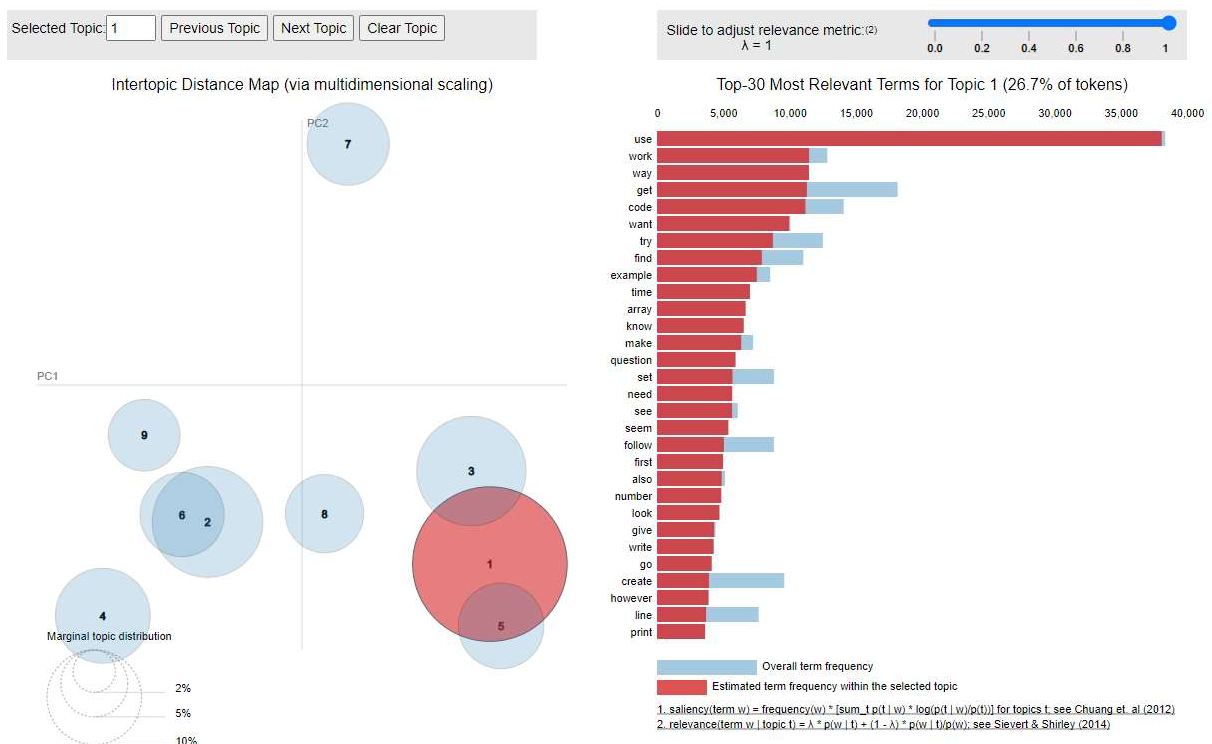 Selected Topic: 1 Previous Topic Next Topic Clear Topic
Slide to adjust relevance metric:(2)
λ = 1
0.0 0.2 0.4 0.6 0.8 1
Intertopic Distance Map (via multidimensional scaling)
PC2
PC1
7
9
3
6
2
8
1
4
5
Marginal topic distribution
2%
5%
10%
Top-30 Most Relevant Terms for Topic 1 (26.7% of tokens)
0 5,000 10,000 15,000 20,000 25,000 30,000 35,000 40,000
use
work
way
get
code
want
try
find
example
time
array
know
make
question
set
need
see
seem
follow
first
also
number
look
give
write
go
create
however
line
print
Overall term frequency
Estimated term frequency within the selected topic
1. saliency(term w) = frequency(w) * [sum_t p(t | w) * log(p(t | w)/p(t))] for topics t; see Chuang et. al (2012)
2. relevance(term w | topic t) = λ * p(w | t) + (1 - λ) * p(w | t)/p(w); see Sievert & Shirley (2014)